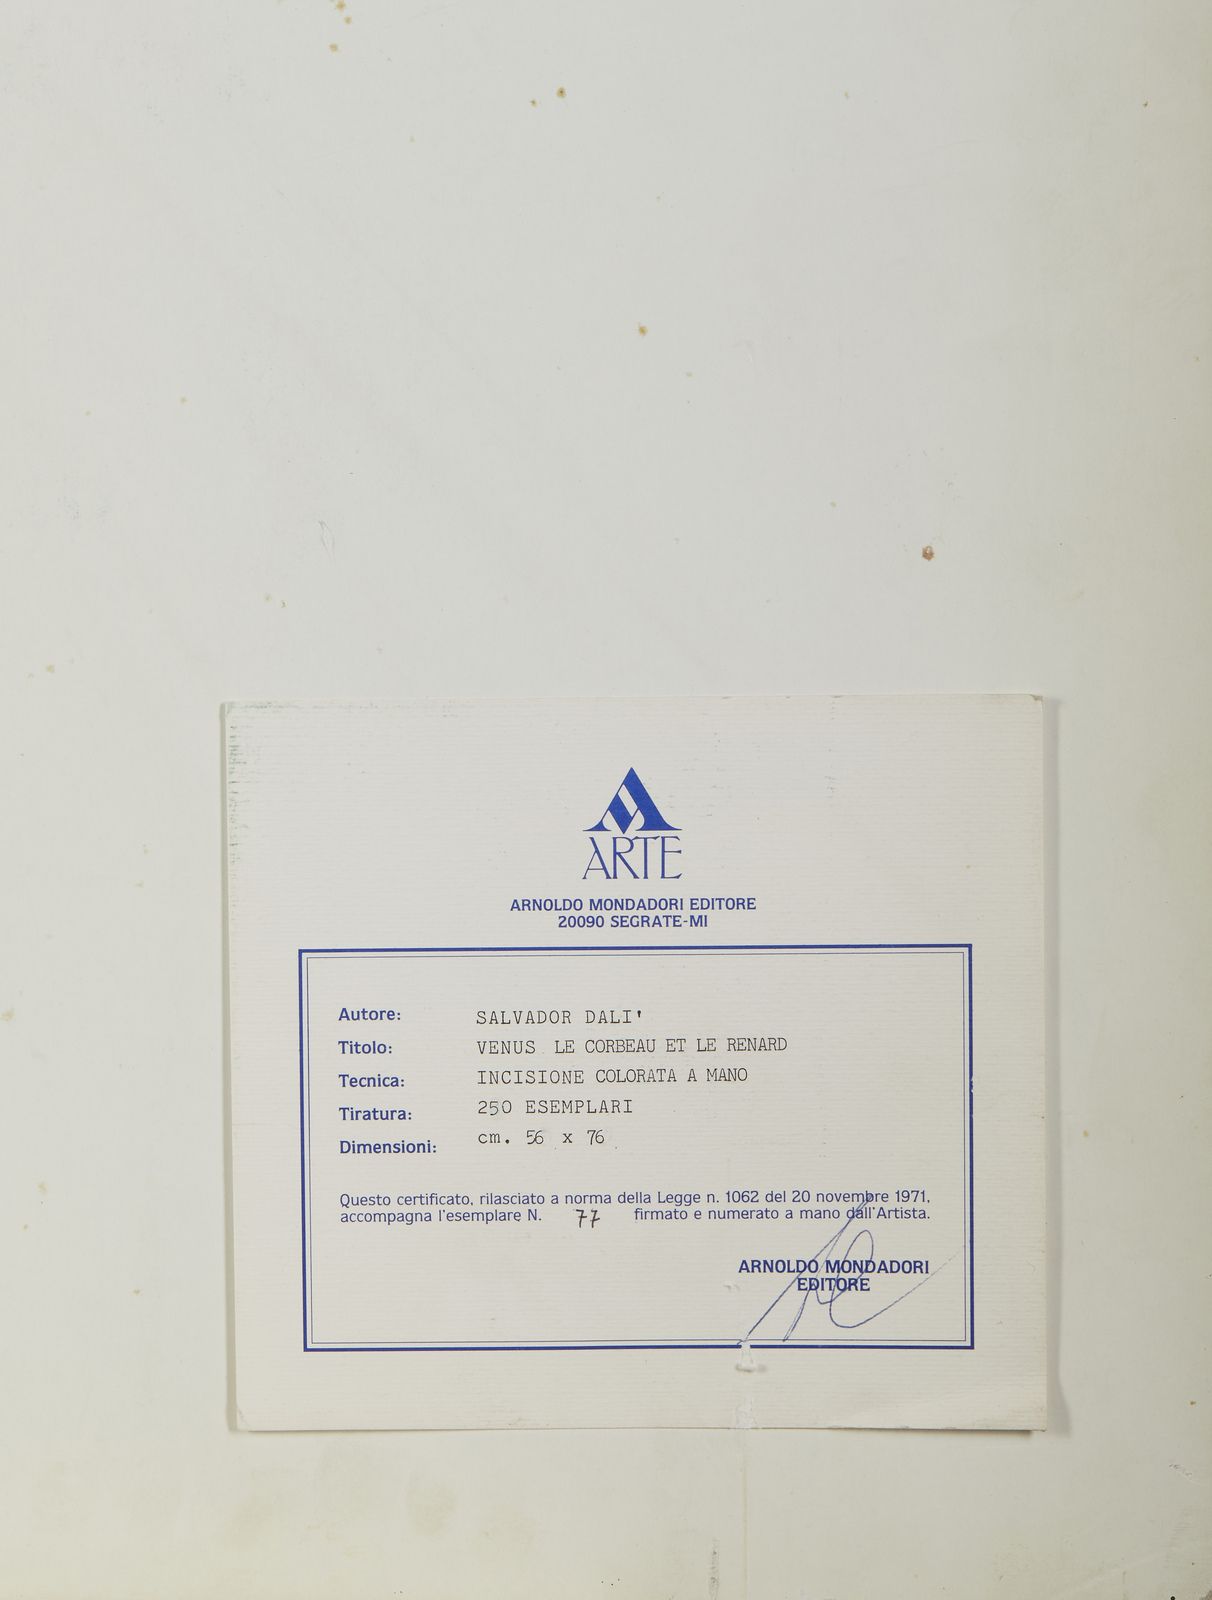 ARTE
ARNOLDO MONDADORI EDITORE
20090 SEGRATE-MI
Autore: SALVADOR DALI'
Titolo: VENUS LE CORBEAU ET LE RENARD
Tecnica: INCISIONE COLORATA A MANO
Tiratura: 250 ESEMPLARI
Dimensioni: cm. 56 x 76
Questo certificato, rilasciato a norma della Legge n. 1062 del 20 novembre 1971,
accompagna l'esemplare N. 77 firmato e numerato a mano dall'Artista.
ARNOLDO MONDADORI
EDITORE